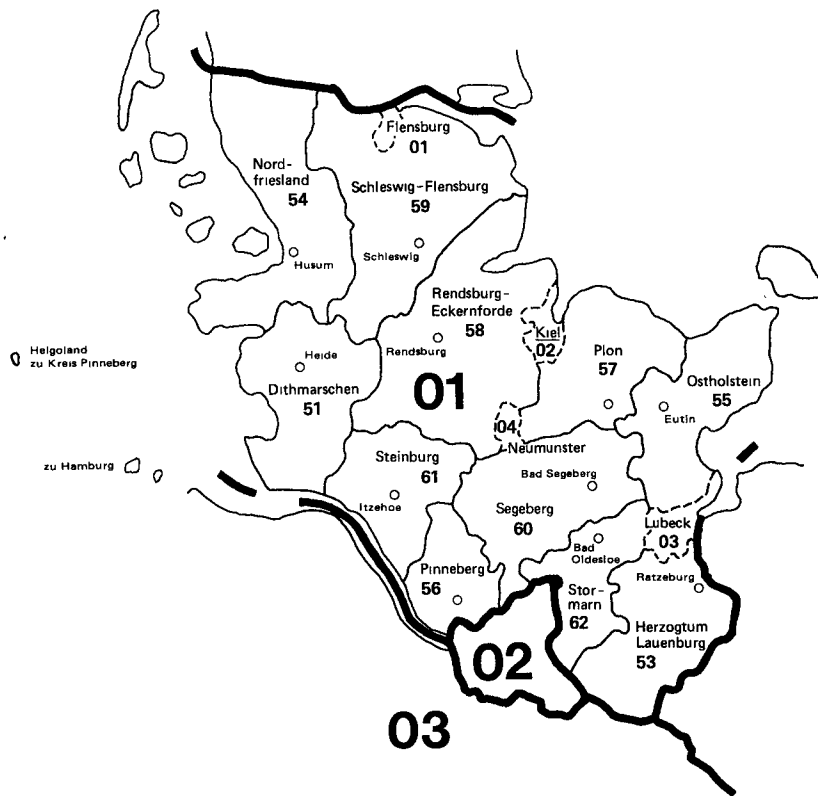 Flensburg
01
Nord-
friesland
54
Schleswig-Flensburg
59
Husum
Schleswig
Rendsburg-
Eckernforde
58
Kiel
02
Rendsburg
Plon
57
Ostholstein
55
Helgoland
zu Kreis Pinneberg
Heide
Dithmarschen
51
01
Eutin
04
Neumunster
Steinburg
61
Bad Segeberg
zu Hamburg
Itzehoe
Segeberg
60
Lubeck
03
Bad
Oldesloe
Pinneberg
56
Ratzeburg
Stor-
marn
62
Herzogtum
Lauenburg
53
02
03